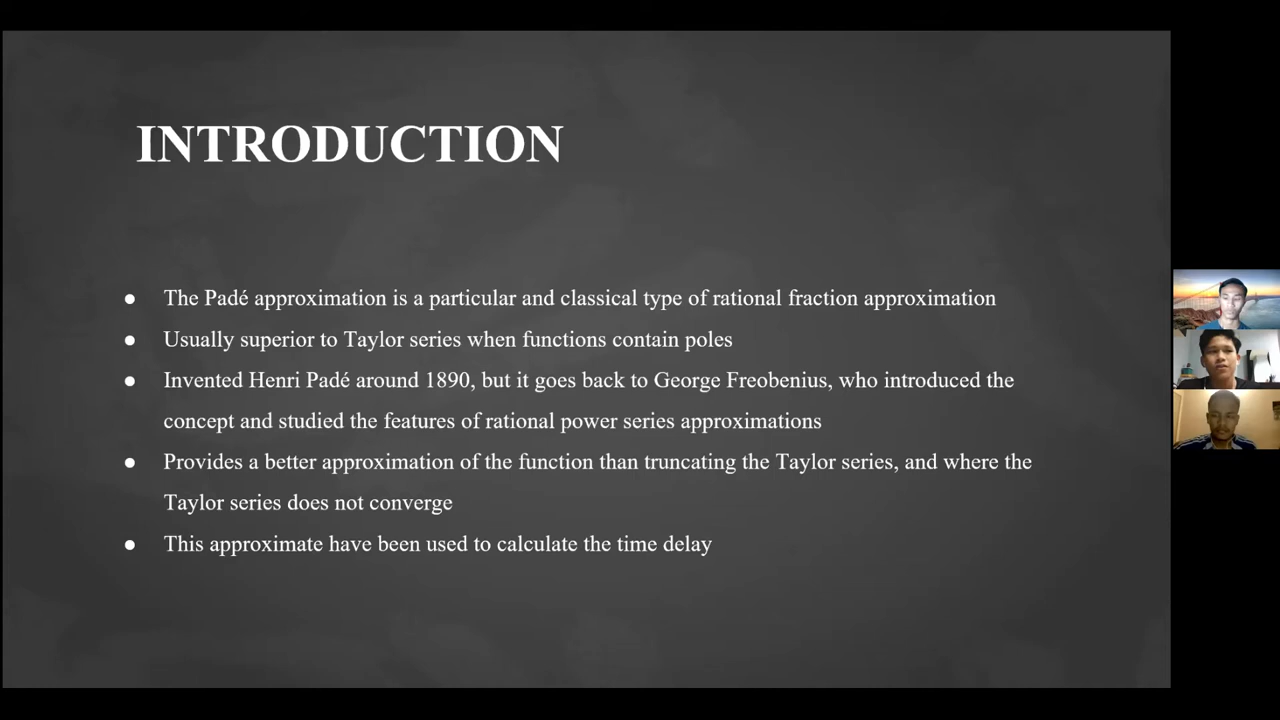 INTRODUCTION
● The Padé approximation is a particular and classical type of rational fraction approximation
● Usually superior to Taylor series when functions contain poles
● Invented Henri Padé around 1890, but it goes back to George Freobenius, who introduced the
concept and studied the features of rational power series approximations
● Provides a better approximation of the function than truncating the Taylor series, and where the
Taylor series does not converge
● This approximate have been used to calculate the time delay